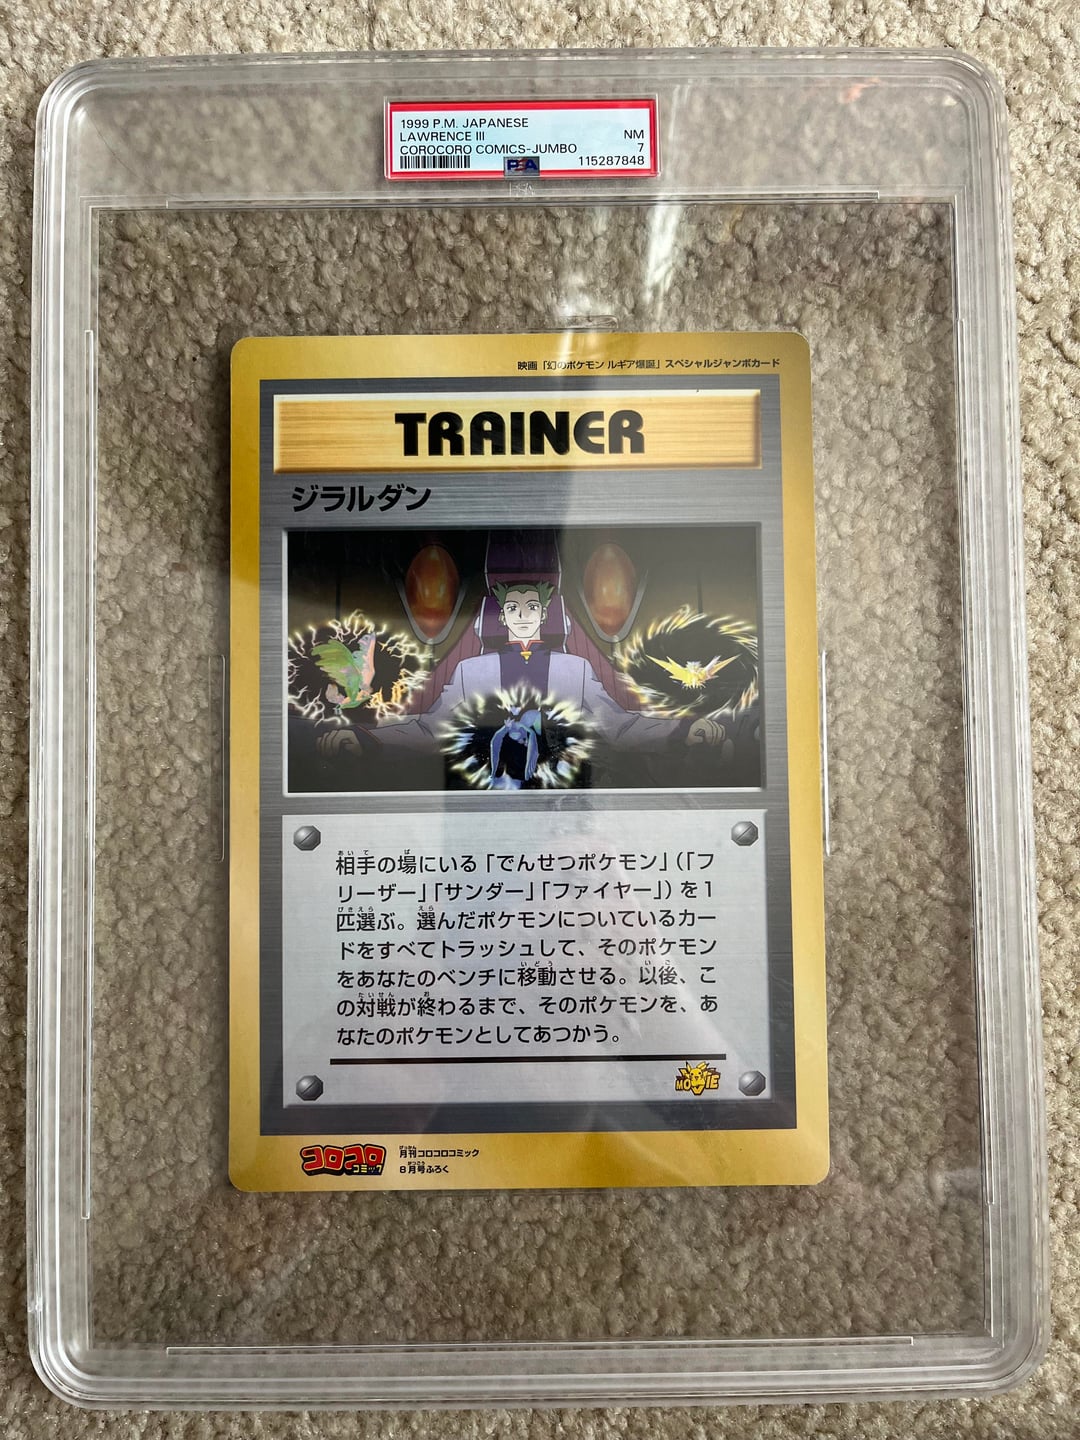 1999 P.M. JAPANESE
LAWRENCE III NM
COROCORO COMICS-JUMBO 7
PSA 115287848
映画「幻のポケモン ルギア爆誕」スペシャルジャンボカード
TRAINER
ジラルダン
相手の場にいる「でんせつポケモン」(「フ
リーザー」「サンダー」「ファイヤー」)を1
匹選ぶ。選んだポケモンについているカー
ドをすべてトラッシュして、そのポケモン
をあなたのベンチに移動させる。以後、こ
の対戦が終わるまで、そのポケモンを、あ
なたのポケモンとしてあつかう。
MOVIE
コロコロ
コミック
月刊コロコロコミック
8月号ふろく